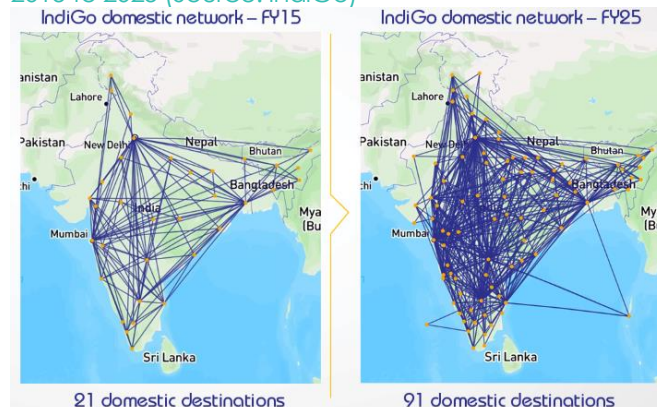 IndiGo domestic network – FY15
anistan
Lahore
Pakistan
New Delhi
Nepal
Bhutan
Bangladesh
India
Mumbai
Sri Lanka
21 domestic destinations
IndiGo domestic network – FY25
anistan
Lahore
Pakistan
New Delhi
Nepal
Bhutan
Bangladesh
Mumbai
Sri Lanka
91 domestic destinations